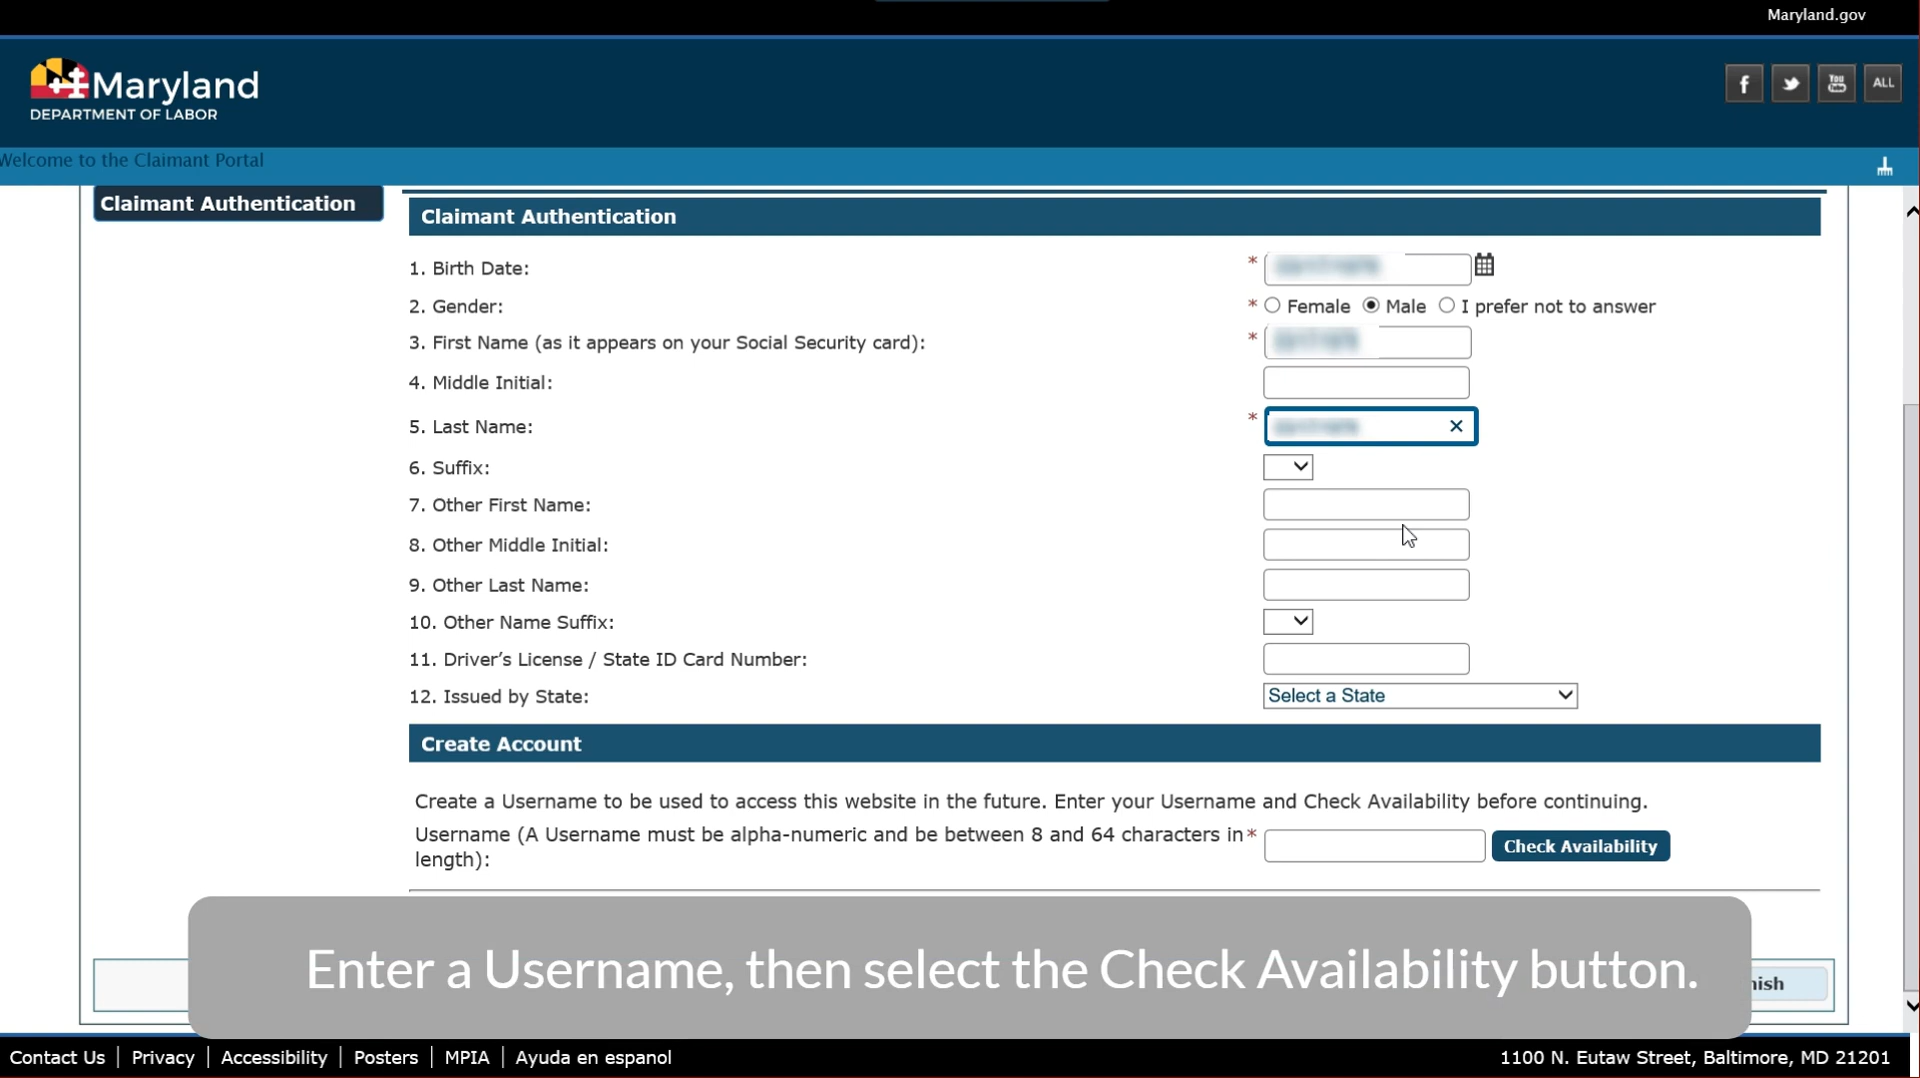 Maryland.gov
Maryland
DEPARTMENT OF LABOR
f
You
ALL
Welcome to the Claimant Portal
Claimant Authentication
Claimant Authentication
1. Birth Date: *
2. Gender: * Female Male I prefer not to answer
3. First Name (as it appears on your Social Security card): *
4. Middle Initial:
5. Last Name: *
6. Suffix:
7. Other First Name:
8. Other Middle Initial:
9. Other Last Name:
10. Other Name Suffix:
11. Driver’s License / State ID Card Number:
12. Issued by State: Select a State
Create Account
Create a Username to be used to access this website in the future. Enter your Username and Check Availability before continuing.
Username (A Username must be alpha-numeric and be between 8 and 64 characters in * Check Availability
length):
Enter a Username, then select the Check Availability button.
Contact Us | Privacy | Accessibility | Posters | MPIA | Ayuda en espanol 1100 N. Eutaw Street, Baltimore, MD 21201